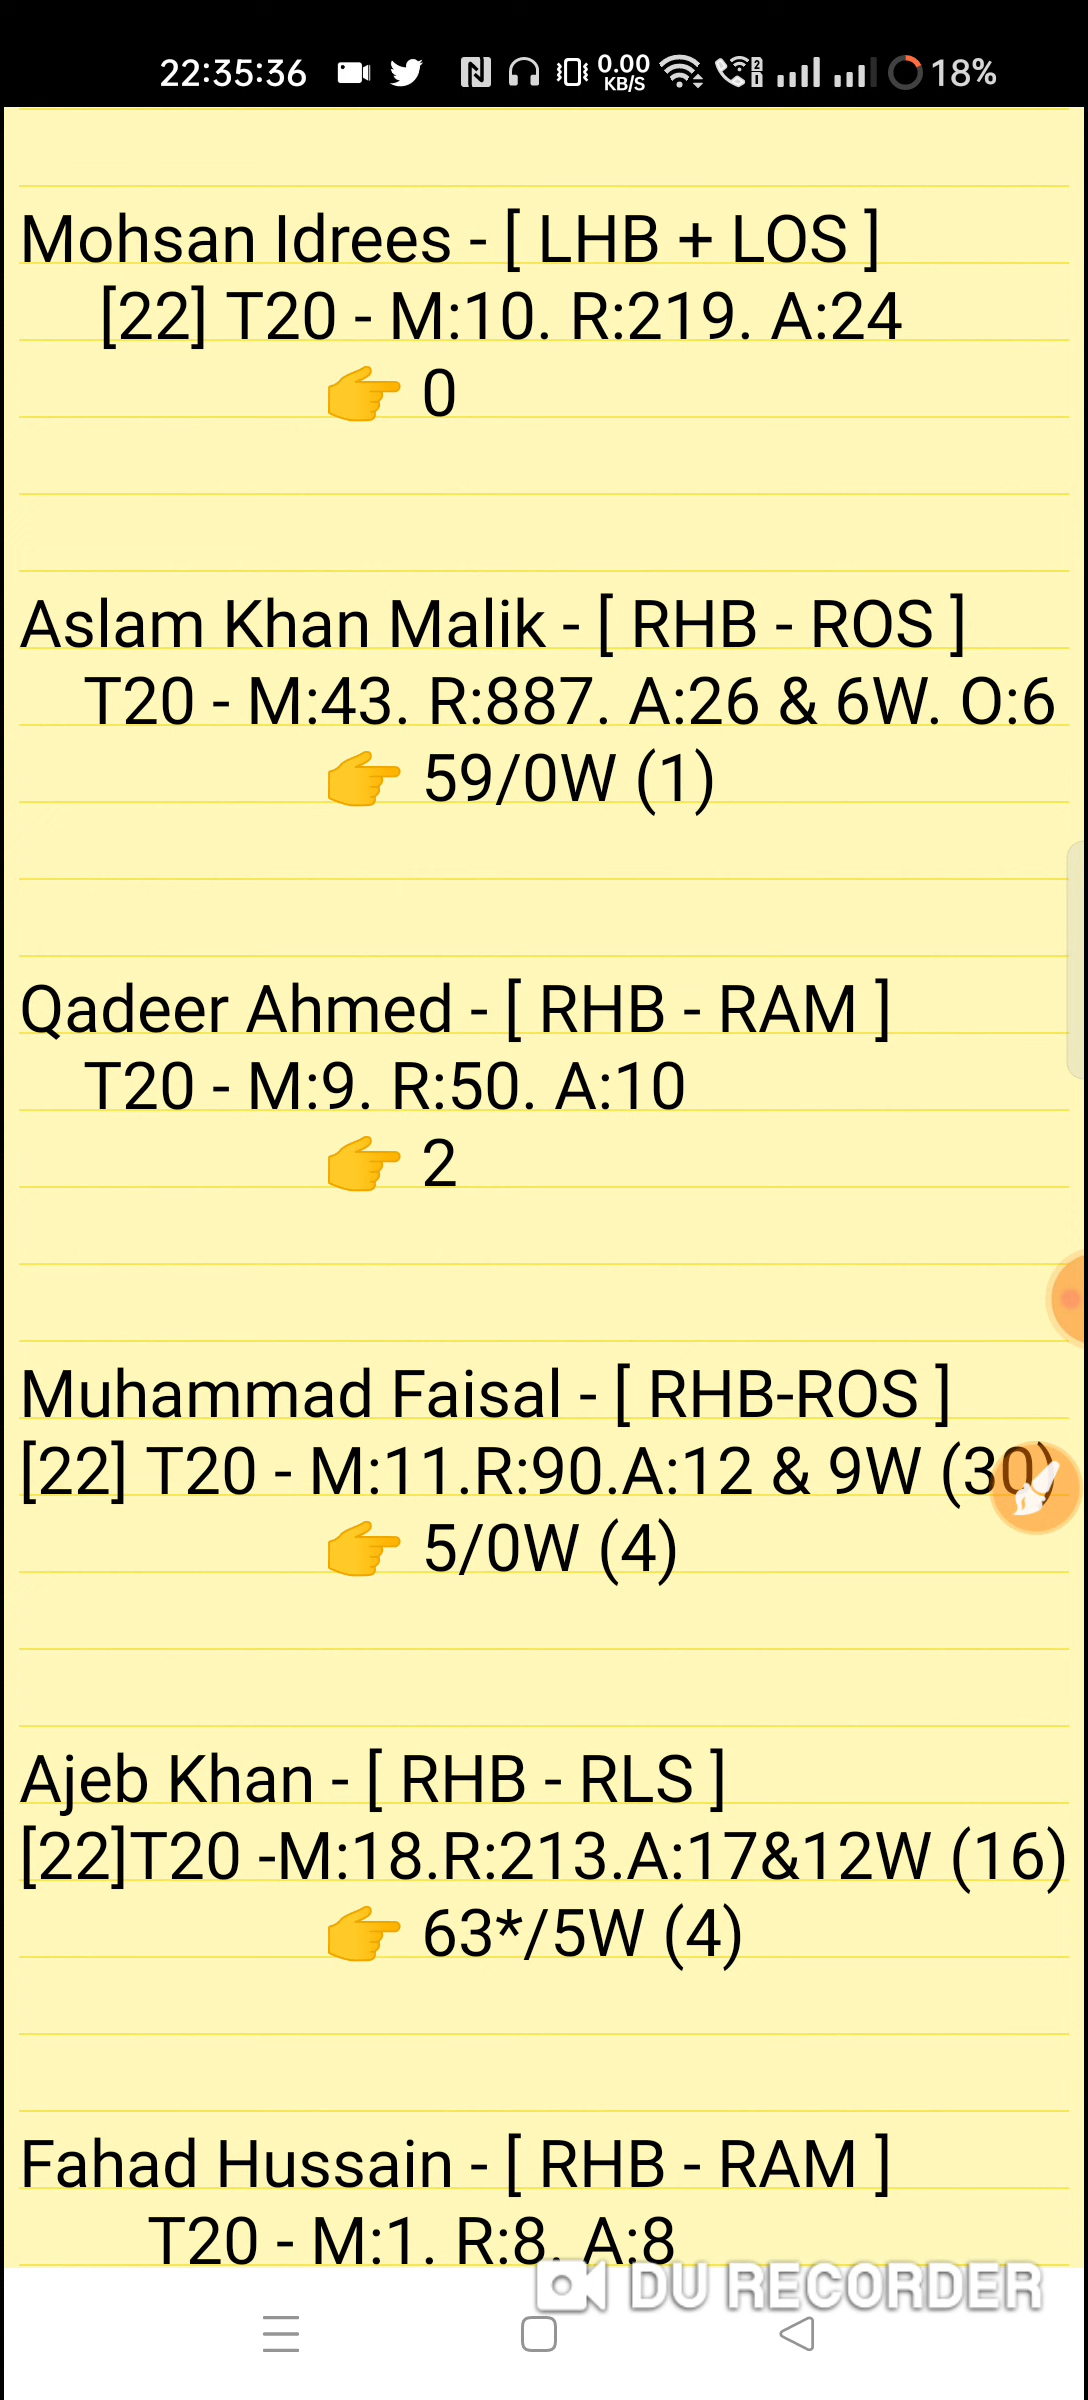 22:35:36 0.00 KB/S 2 18%
Mohsan Idrees - [ LHB + LOS ]
[22] T20 - M:10. R:219. A:24
👉 0
Aslam Khan Malik - [ RHB - ROS ]
T20 - M:43. R:887. A:26 & 6W. O:6
👉 59/0W (1)
Qadeer Ahmed - [ RHB - RAM ]
T20 - M:9. R:50. A:10
👉 2
Muhammad Faisal - [ RHB-ROS ]
[22] T20 - M:11.R:90.A:12 & 9W (30)
👉 5/0W (4)
Ajeb Khan - [ RHB - RLS ]
[22]T20 -M:18.R:213.A:17&12W (16)
👉 63*/5W (4)
Fahad Hussain - [ RHB - RAM ]
T20 - M:1. R:8. A:8
DU RECORDER